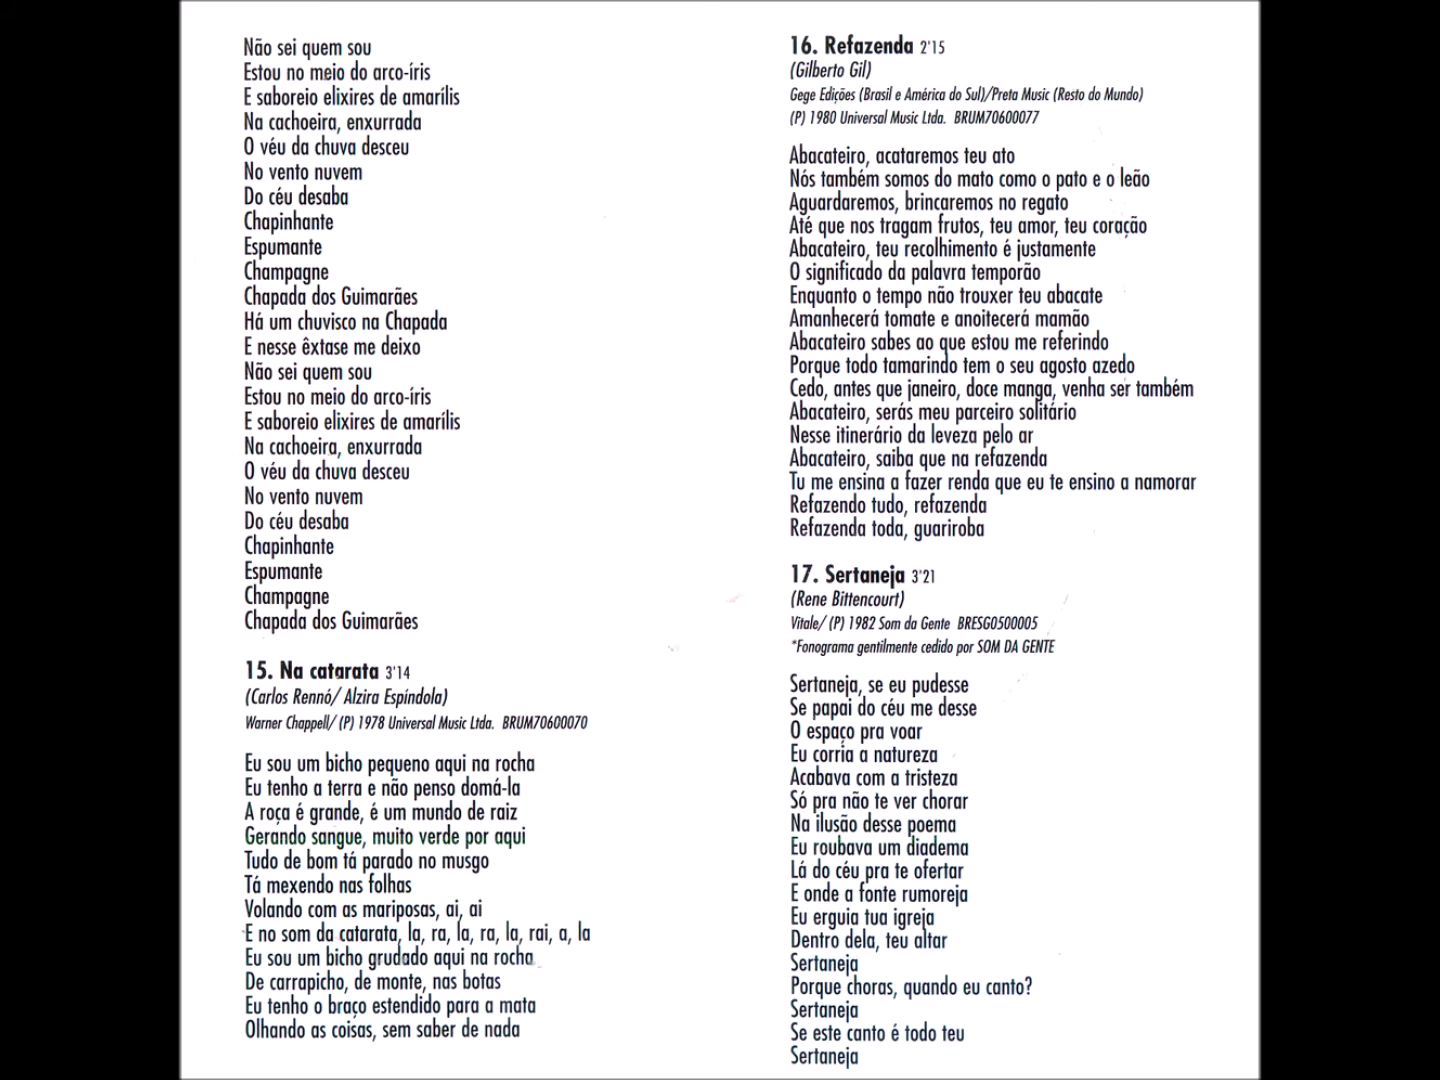 Não sei quem sou
Estou no meio do arco-íris
E saboreio elixires de amarílis
Na cachoeira, enxurrada
O véu da chuva desceu
No vento nuvem
Do céu desaba
Chapinhante
Espumante
Champagne
Chapada dos Guimarães
Há um chuvisco na Chapada
E nesse êxtase me deixo
Não sei quem sou
Estou no meio do arco-íris
E saboreio elixires de amarílis
Na cachoeira, enxurrada
O véu da chuva desceu
No vento nuvem
Do céu desaba
Chapinhante
Espumante
Champagne
Chapada dos Guimarães
15. Na catarata 3'14
(Carlos Rennó/ Alzira Espíndola)
Warner Chappell/ (P) 1978 Universal Music Ltda. BRUM70600070
Eu sou um bicho pequeno aqui na rocha
Eu tenho a terra e não penso domá-la
A roça é grande, é um mundo de raiz
Gerando sangue, muito verde por aqui
Tudo de bom tá parado no musgo
Tá mexendo nas folhas
Volando com as mariposas, ai, ai
E no som da catarata, la, ra, la, ra, la, rai, a, la
Eu sou um bicho grudado aqui na rocha
De carrapicho, de monte, nas botas
Eu tenho o braço estendido para a mata
Olhando as coisas, sem saber de nada
16. Refazenda 2'15
(Gilberto Gil)
Gege Edições (Brasil e América do Sul)/Preta Music (Resto do Mundo)
(P) 1980 Universal Music Ltda. BRUM70600077
Abacateiro, acataremos teu ato
Nós também somos do mato como o pato e o leão
Aguardaremos, brincaremos no regato
Até que nos tragam frutos, teu amor, teu coração
Abacateiro, teu recolhimento é justamente
O significado da palavra temporão
Enquanto o tempo não trouxer teu abacate
Amanhecerá tomate e anoitecerá mamão
Abacateiro sabes ao que estou me referindo
Porque todo tamarindo tem o seu agosto azedo
Cedo, antes que janeiro, doce manga, venha ser também
Abacateiro, serás meu parceiro solitário
Nesse itinerário da leveza pelo ar
Abacateiro, saiba que na refazenda
Tu me ensina a fazer renda que eu te ensino a namorar
Refazendo tudo, refazenda
Refazenda toda, guariroba
17. Sertaneja 3'21
(Rene Bittencourt)
Vitale/ (P) 1982 Som da Gente BRESG0500005
*Fonograma gentilmente cedido por SOM DA GENTE
Sertaneja, se eu pudesse
Se papai do céu me desse
O espaço pra voar
Eu corria a natureza
Acabava com a tristeza
Só pra não te ver chorar
Na ilusão desse poema
Eu roubava um diadema
Lá do céu pra te ofertar
E onde a fonte rumoreja
Eu erguia tua igreja
Dentro dela, teu altar
Sertaneja
Porque choras, quando eu canto?
Sertaneja
Se este canto é todo teu
Sertaneja